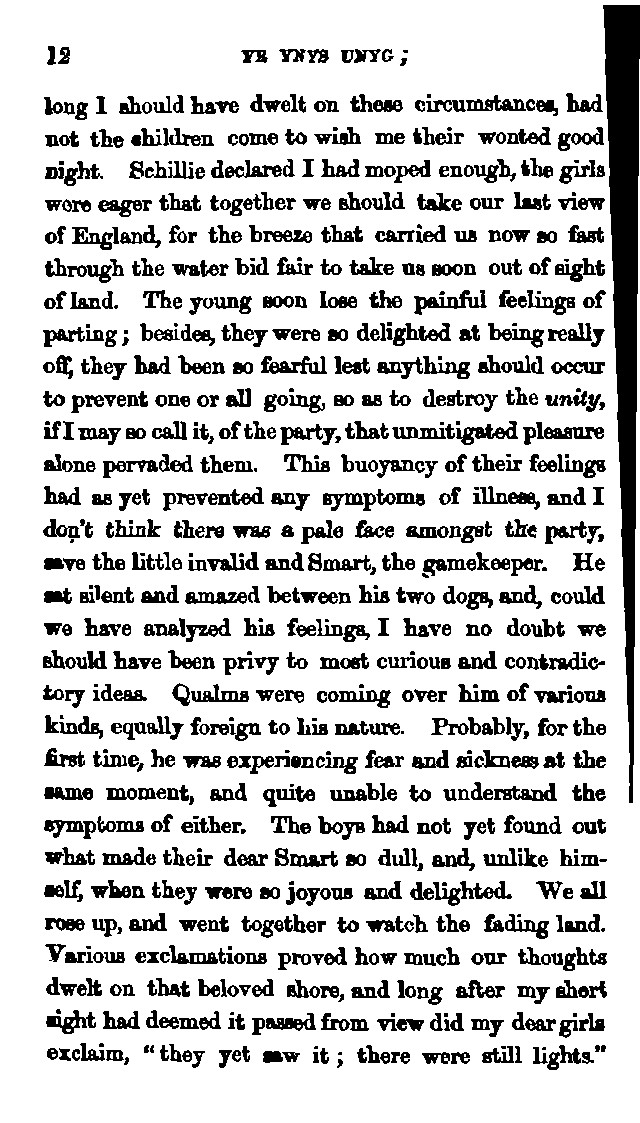 12 YR YNYS UNYG;
long I should have dwelt on these circumstances, had
not the children come to wish me their wonted good
night. Schillie declared I had moped enough, the girls
were eager that together we should take our last view
of England, for the breeze that carried us now so fast
through the water bid fair to take us soon out of sight
of land. The young soon lose the painful feelings of
parting; besides, they were so delighted at being really
off, they had been so fearful lest anything should occur
to prevent one or all going, so as to destroy the unity,
if I may so call it, of the party, that unmitigated pleasure
alone pervaded them. This buoyancy of their feelings
had as yet prevented any symptoms of illness, and I
don't think there was a pale face amongst the party,
save the little invalid and Smart, the gamekeeper. He
sat silent and amazed between his two dogs, and, could
we have analyzed his feelings, I have no doubt we
should have been privy to most curious and contradic-
tory ideas. Qualms were coming over him of various
kinds, equally foreign to his nature. Probably, for the
first time, he was experiencing fear and sickness at the
same moment, and quite unable to understand the
symptoms of either. The boys had not yet found out
what made their dear Smart so dull, and, unlike him-
self, when they were so joyous and delighted. We all
rose up, and went together to watch the fading land.
Various exclamations proved how much our thoughts
dwelt on that beloved shore, and long after my short
sight had deemed it passed from view did my dear girls
exclaim, "they yet saw it; there were still lights."